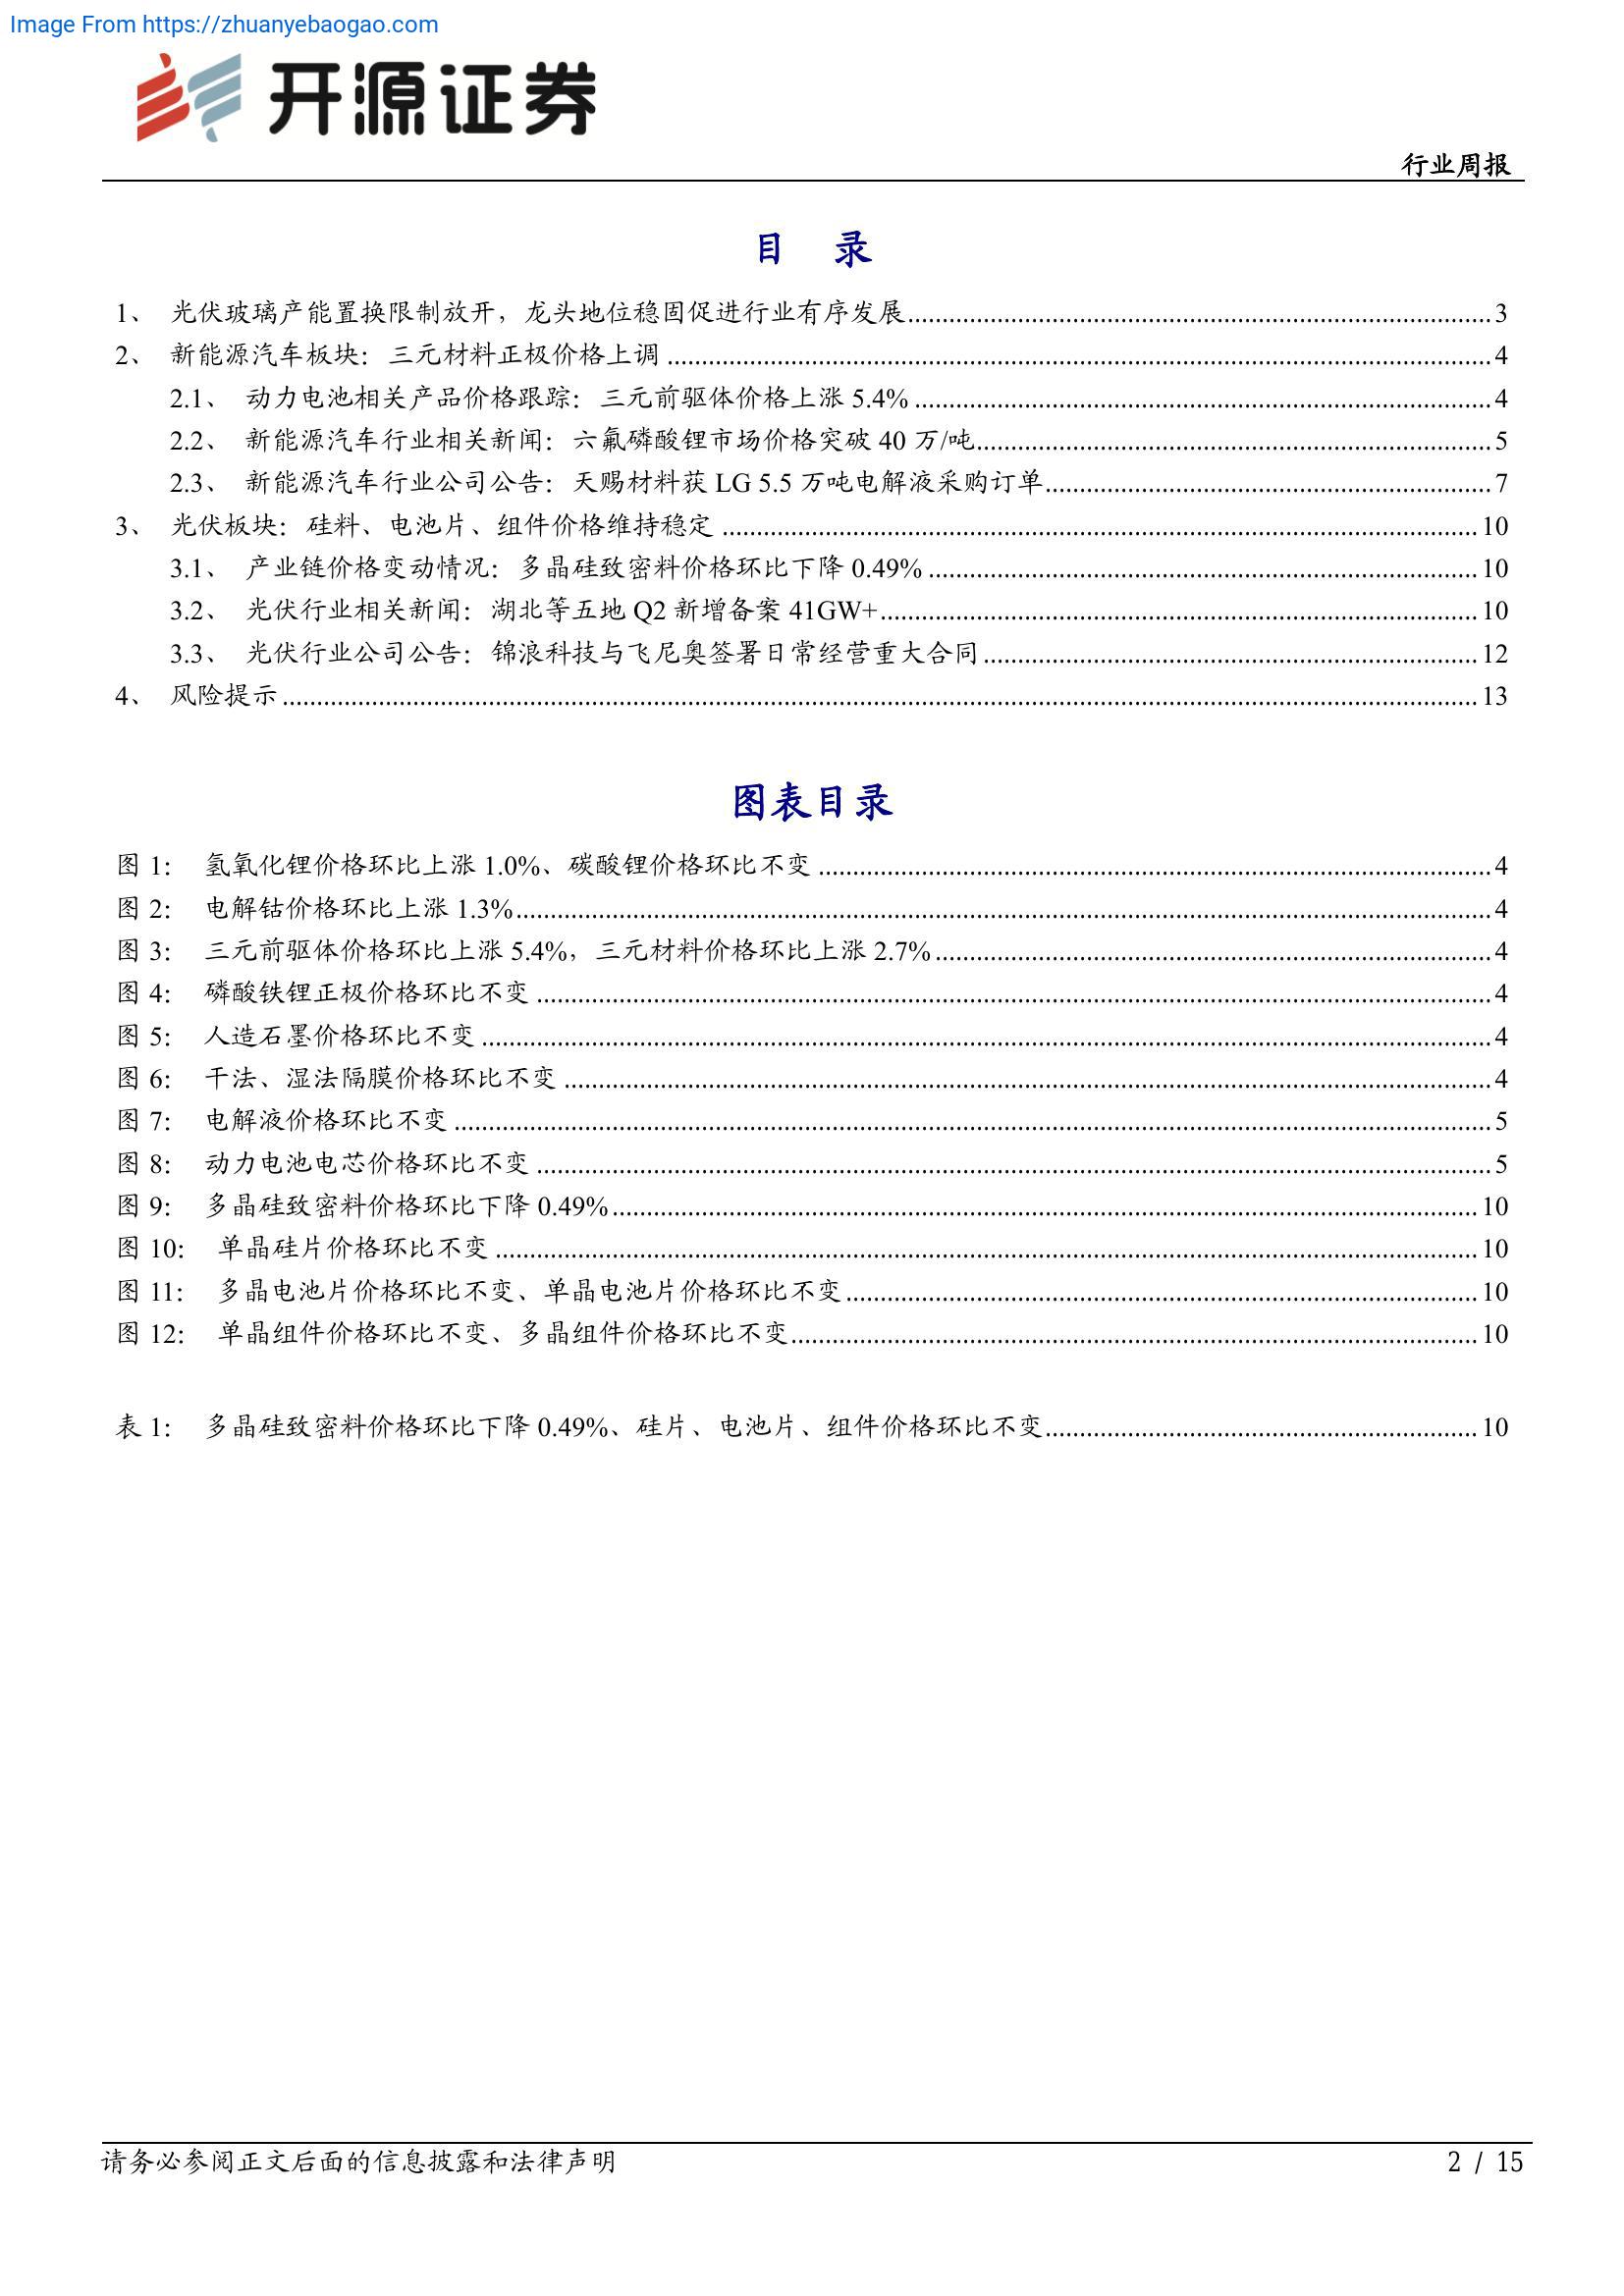 Image From https://zhuanyebaogao.com
开源证券
行业周报
目 录
1、 光伏玻璃产能置换限制放开，龙头地位稳固促进行业有序发展 3
2、 新能源汽车板块：三元材料正极价格上调 4
2.1、 动力电池相关产品价格跟踪：三元前驱体价格上涨 5.4% 4
2.2、 新能源汽车行业相关新闻：六氟磷酸锂市场价格突破 40 万/吨 5
2.3、 新能源汽车行业公司公告：天赐材料获 LG 5.5 万吨电解液采购订单 7
3、 光伏板块：硅料、电池片、组件价格维持稳定 10
3.1、 产业链价格变动情况：多晶硅致密料价格环比下降 0.49% 10
3.2、 光伏行业相关新闻：湖北等五地 Q2 新增备案 41GW+ 10
3.3、 光伏行业公司公告：锦浪科技与飞尼奥签署日常经营重大合同 12
4、 风险提示 13
图表目录
图 1： 氢氧化锂价格环比上涨 1.0%、碳酸锂价格环比不变 4
图 2： 电解钴价格环比上涨 1.3% 4
图 3： 三元前驱体价格环比上涨 5.4%，三元材料价格环比上涨 2.7% 4
图 4： 磷酸铁锂正极价格环比不变 4
图 5： 人造石墨价格环比不变 4
图 6： 干法、湿法隔膜价格环比不变 4
图 7： 电解液价格环比不变 5
图 8： 动力电池电芯价格环比不变 5
图 9： 多晶硅致密料价格环比下降 0.49% 10
图 10： 单晶硅片价格环比不变 10
图 11： 多晶电池片价格环比不变、单晶电池片价格环比不变 10
图 12： 单晶组件价格环比不变、多晶组件价格环比不变 10
表 1： 多晶硅致密料价格环比下降 0.49%、硅片、电池片、组件价格环比不变 10
请务必参阅正文后面的信息披露和法律声明 2 / 15